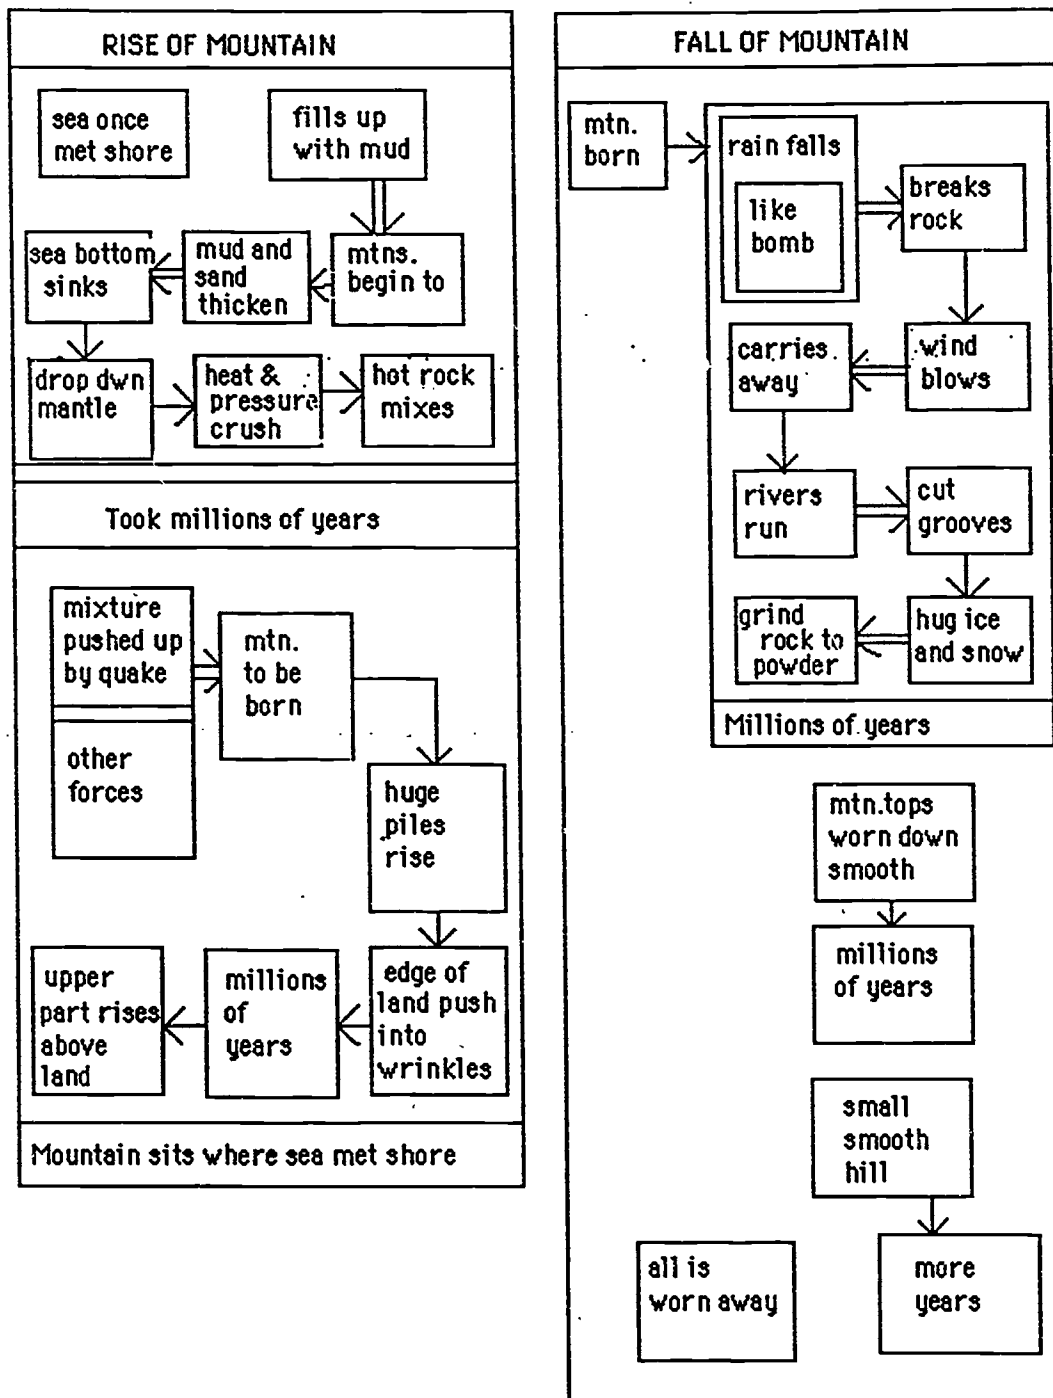 RISE OF MOUNTAIN
sea once
met shore
fills up
with mud
mtns.
begin to
mud and
sand
thicken
sea bottom
sinks
drop dwn
mantle
heat &
pressure
crush
hot rock
mixes
Took millions of years
mixture
pushed up
by quake
other
forces
mtn.
to be
born
huge
piles
rise
edge of
land push
into
wrinkles
millions
of
years
upper
part rises
above
land
Mountain sits where sea met shore
FALL OF MOUNTAIN
mtn.
born
rain falls
like
bomb
breaks
rock
wind
blows
carries
away
rivers
run
cut
grooves
hug ice
and snow
grind
rock to
powder
Millions of years
mtn.tops
worn down
smooth
millions
of years
small
smooth
hill
more
years
all is
worn away